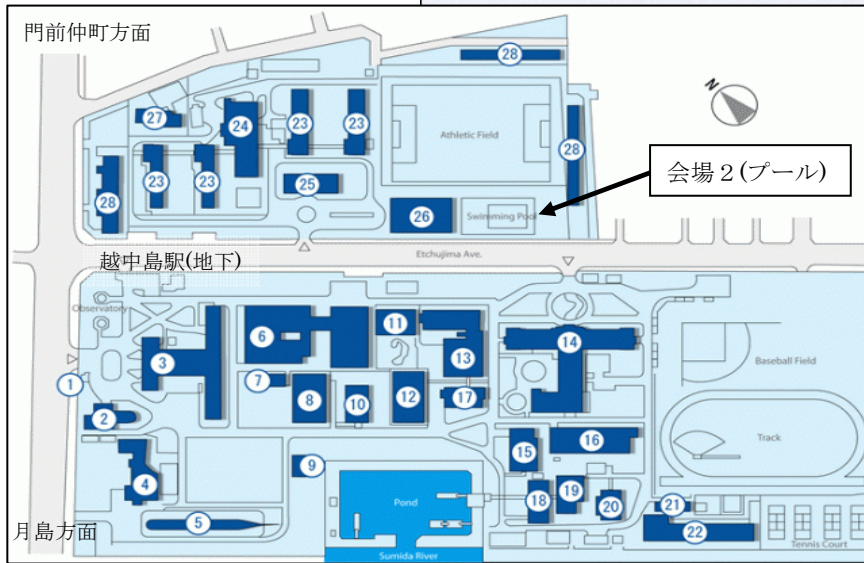 門前仲町方面
28
N
27
24
23
23
Athletic Field
23
23
28
28
25
26
Swimming Pool
会場２(プール)
越中島駅(地下)
Etchujima Ave.
Observatory
6
11
13
14
3
7
8
10
12
17
Baseball Field
1
2
15
16
Track
4
9
Pond
18
19
20
21
22
5
月島方面
Tennis Court
Sumida River